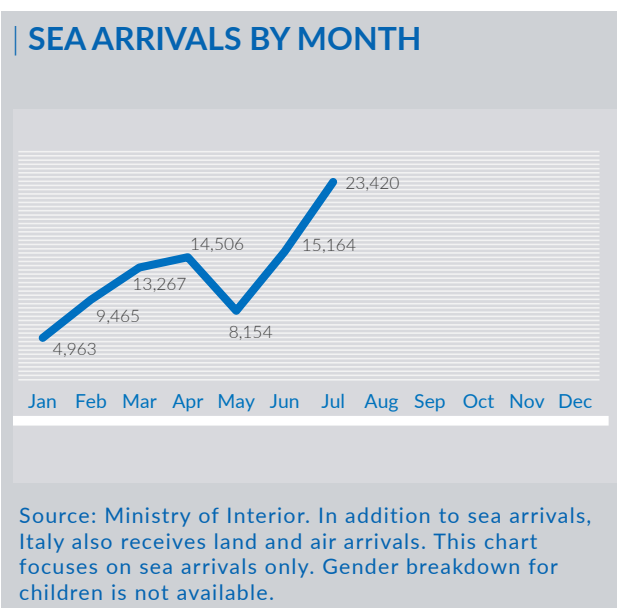 | SEA ARRIVALS BY MONTH
23,420
14,506
15,164
13,267
9,465
8,154
4,963
Jan Feb Mar Apr May Jun Jul Aug Sep Oct Nov Dec
Source: Ministry of Interior. In addition to sea arrivals,
Italy also receives land and air arrivals. This chart
focuses on sea arrivals only. Gender breakdown for
children is not available.